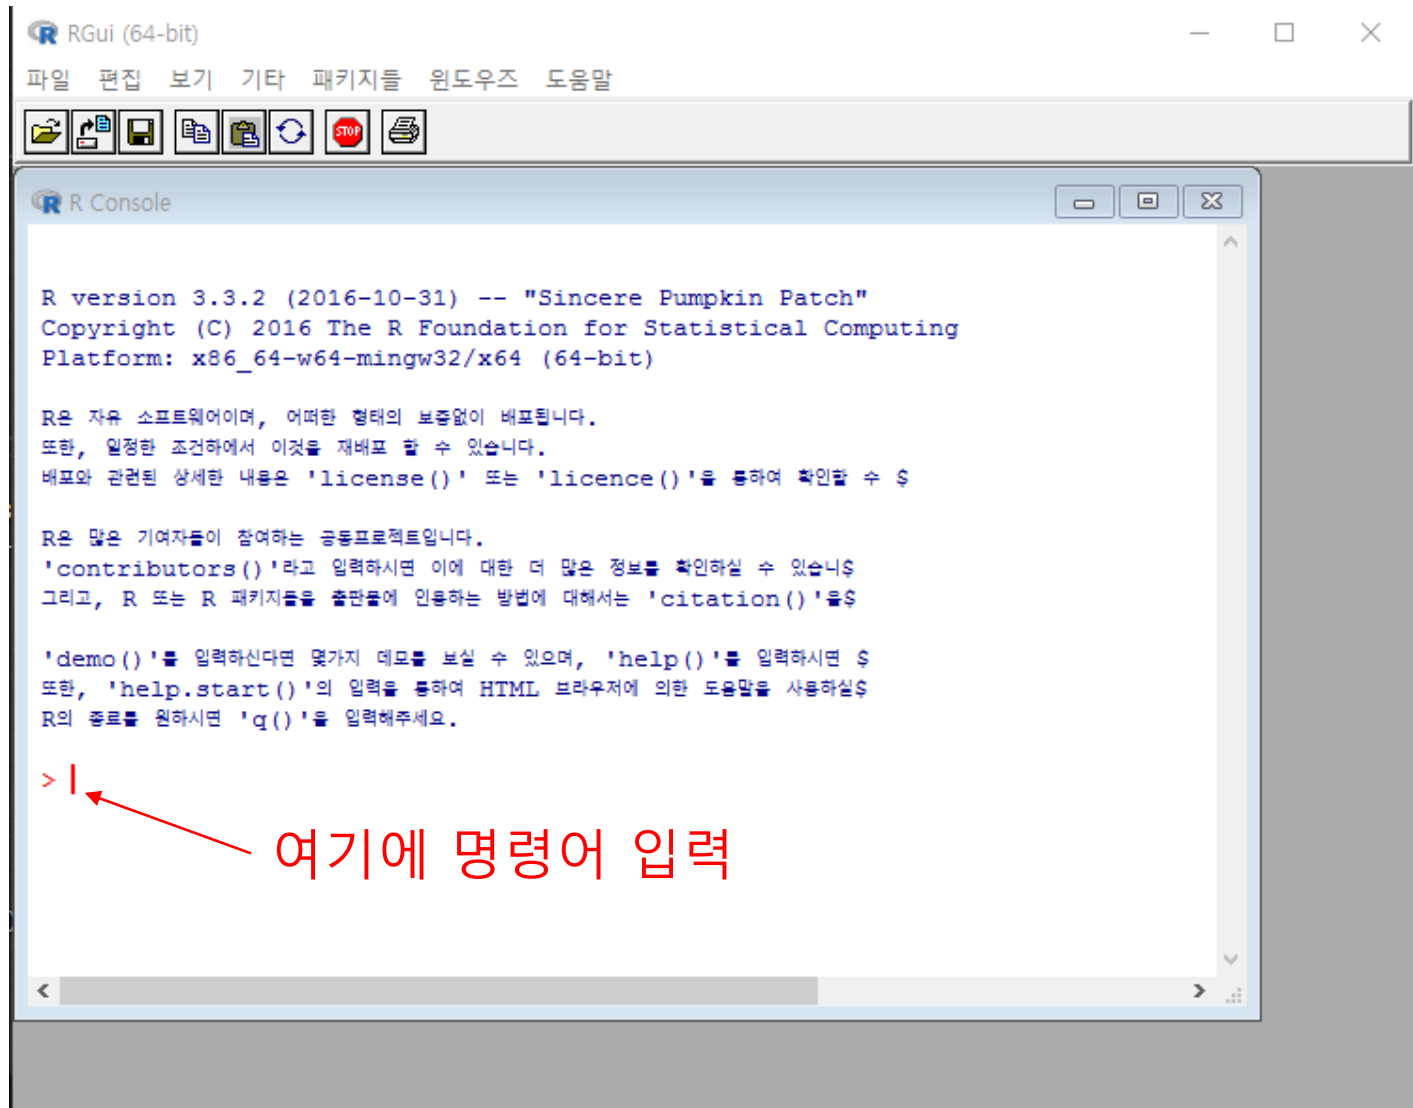 RGui (64-bit)
파일 편집 보기 기타 패키지들 윈도우즈 도움말
STOP
R Console
R version 3.3.2 (2016-10-31) -- "Sincere Pumpkin Patch"
Copyright (C) 2016 The R Foundation for Statistical Computing
Platform: x86_64-w64-mingw32/x64 (64-bit)
R은 자유 소프트웨어이며, 어떠한 형태의 보증없이 배포됩니다.
또한, 일정한 조건하에서 이것을 재배포 할 수 있습니다.
배포와 관련된 상세한 내용은 'license()' 또는 'licence()'을 통하여 확인할 수 $
R은 많은 기여자들이 참여하는 공동프로젝트입니다.
'contributors()'라고 입력하시면 이에 대한 더 많은 정보를 확인하실 수 있습니$
그리고, R 또는 R 패키지들을 출판물에 인용하는 방법에 대해서는 'citation()'을$
'demo()'를 입력하신다면 몇가지 데모를 보실 수 있으며, 'help()'를 입력하시면 $
또한, 'help.start()'의 입력을 통하여 HTML 브라우저에 의한 도움말을 사용하실$
R의 종료를 원하시면 'q()'을 입력해주세요.
>
여기에 명령어 입력